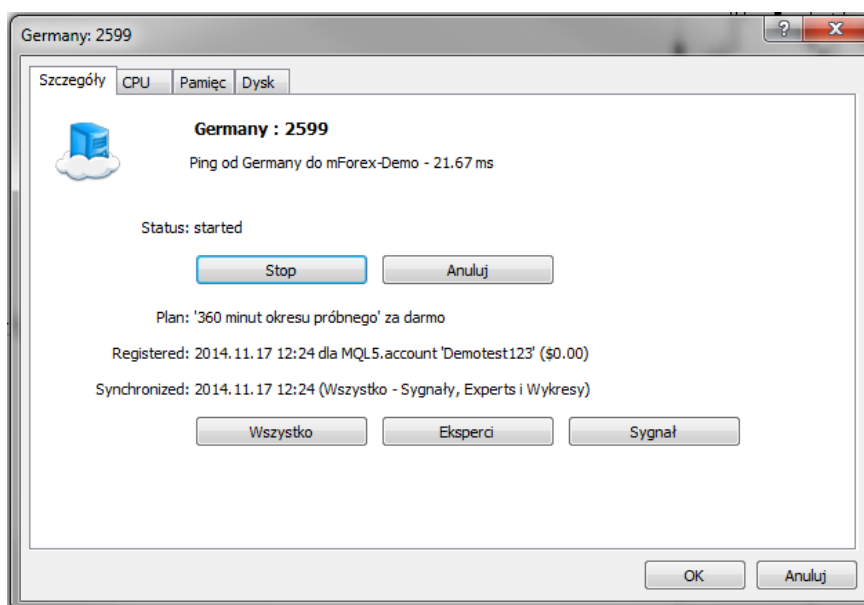 Germany: 2599
Szczegóły CPU Pamięc Dysk
Germany : 2599
Ping od Germany do mForex-Demo - 21.67 ms
Status: started
Stop Anuluj
Plan: '360 minut okresu próbnego' za darmo
Registered: 2014.11.17 12:24 dla MQL5.account 'Demotest123' ($0.00)
Synchronized: 2014.11.17 12:24 (Wszystko - Sygnały, Experts i Wykresy)
Wszystko Eksperci Sygnał
OK Anuluj